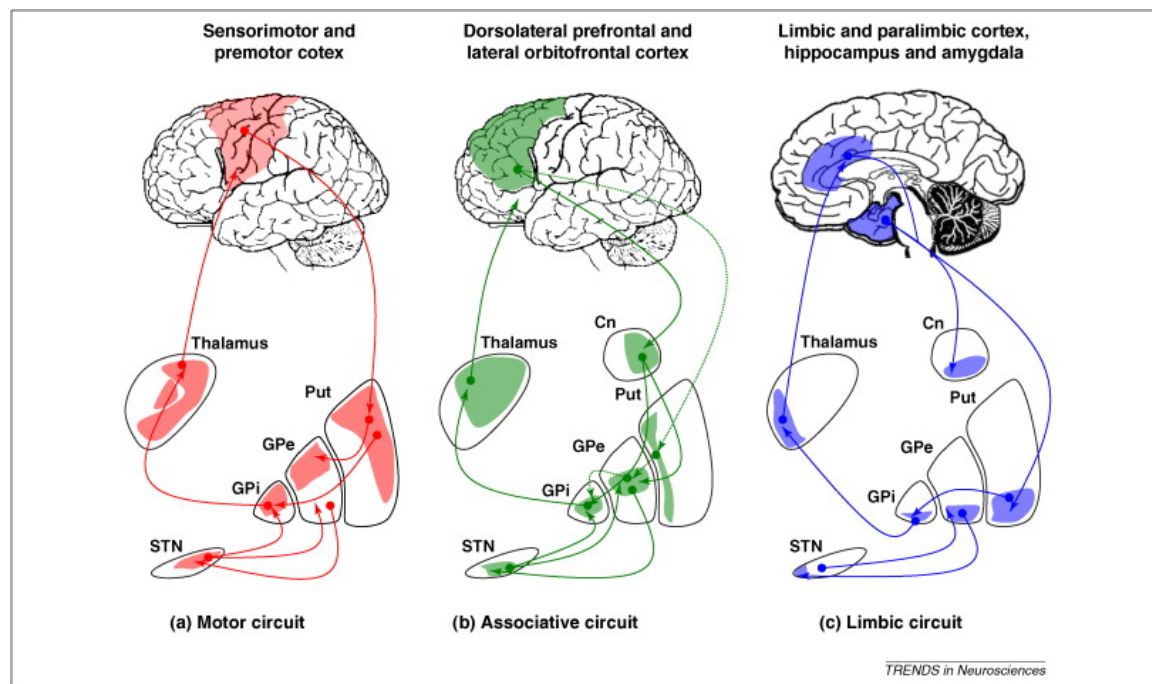 Sensorimotor and
premotor cotex
Dorsolateral prefrontal and
lateral orbitofrontal cortex
Limbic and paralimbic cortex,
hippocampus and amygdala
Thalamus
Put
GPe
GPi
STN
(a) Motor circuit
Cn
Thalamus
Put
GPe
GPi
STN
(b) Associative circuit
Cn
Thalamus
Put
GPe
GPi
STN
(c) Limbic circuit
TRENDS in Neurosciences